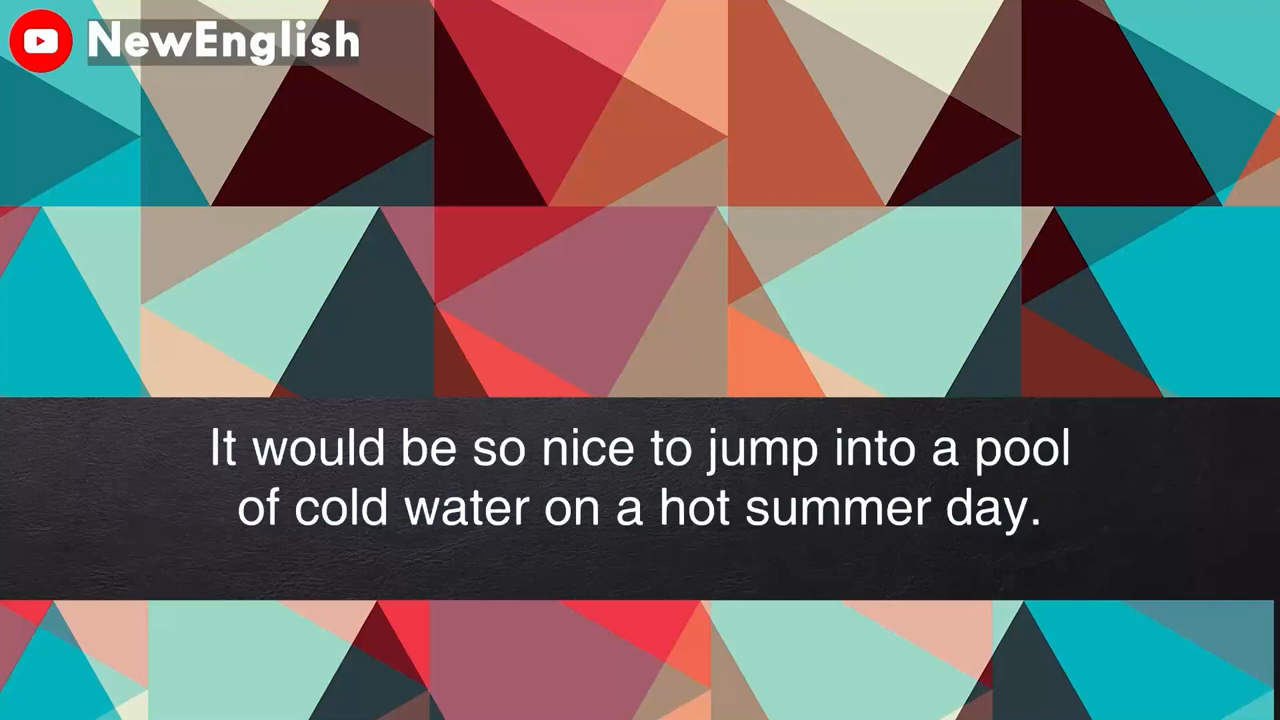 NewEnglish
It would be so nice to jump into a pool
of cold water on a hot summer day.